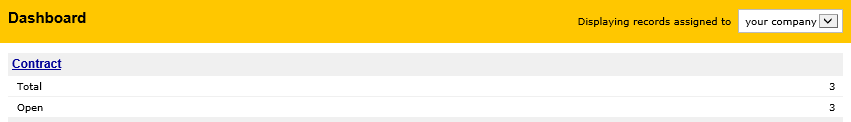 Dashboard
Displaying records assigned to your company
Contract
Total 3
Open 3